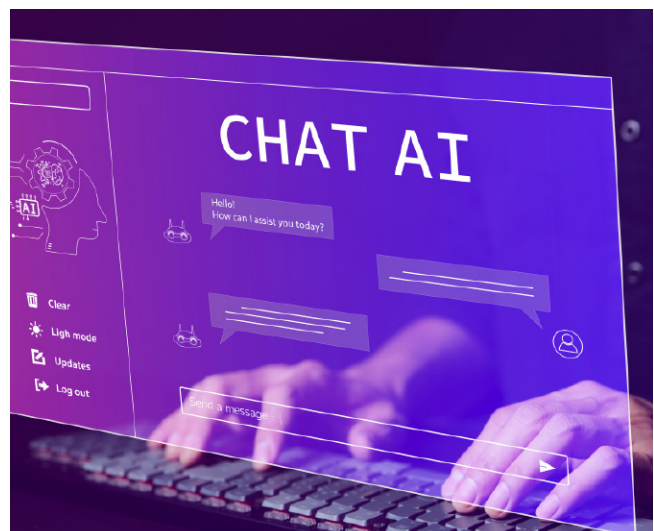 CHAT AI
Hello!
How can I assist you today?
AI
Clear
Ligh mode
Updates
Log out
Send a message...